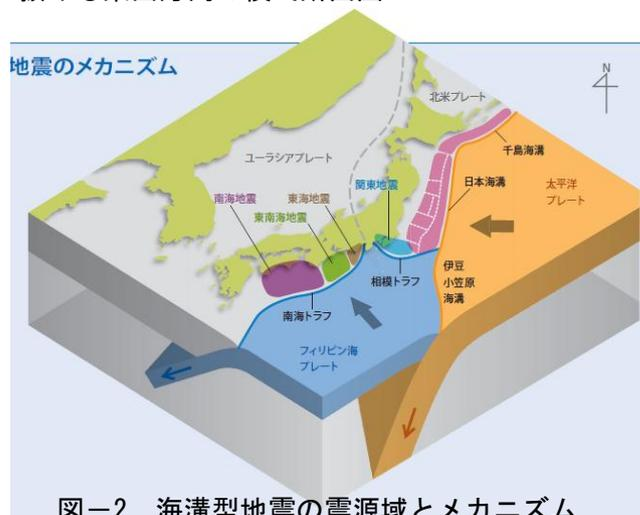 地震のメカニズム
N
北米プレート
千島海溝
ユーラシアプレート
関東地震
日本海溝
太平洋
プレート
南海地震
東海地震
東南海地震
伊豆
小笠原
海溝
相模トラフ
南海トラフ
フィリピン海
プレート
図－2 海溝型地震の震源域とメカニズム